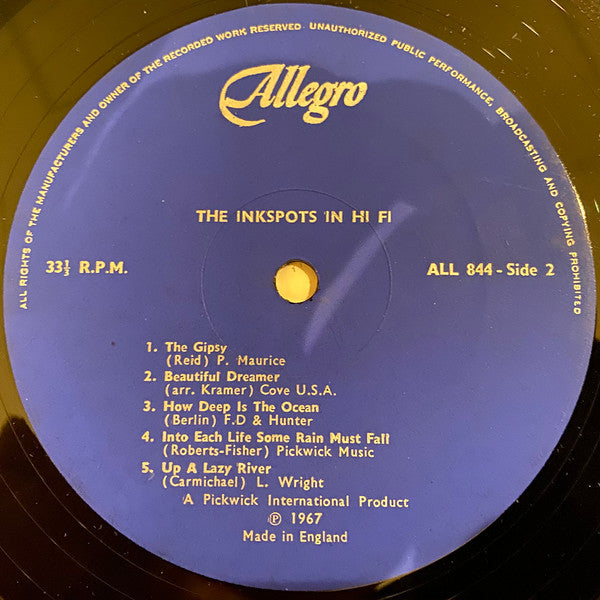 ALL RIGHTS OF THE MANUFACTURERS AND OWNER OF THE RECORDED WORK RESERVED · UNAUTHORIZED PUBLIC PERFORMANCE, BROADCASTING AND COPYING PROHIBITED
Allegro
THE INKSPOTS IN HI FI
33⅓ R.P.M.
ALL 844 - Side 2
1. The Gipsy
(Reid) P. Maurice
2. Beautiful Dreamer
(arr. Kramer) Cove U.S.A.
3. How Deep Is The Ocean
(Berlin) F.D & Hunter
4. Into Each Life Some Rain Must Fall
(Roberts-Fisher) Pickwick Music
5. Up A Lazy River
(Carmichael) L. Wright
A Pickwick International Product
℗ 1967
Made in England